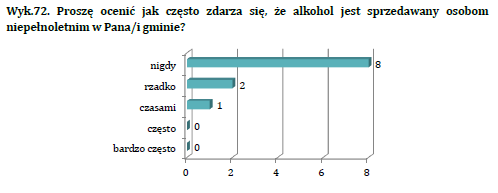 Wyk.72. Proszę ocenić jak często zdarza się, że alkohol jest sprzedawany osobom
niepełnoletnim w Pana/i gminie?
nigdy 8
rzadko 2
czasami 1
często 0
bardzo często 0
0 2 4 6 8